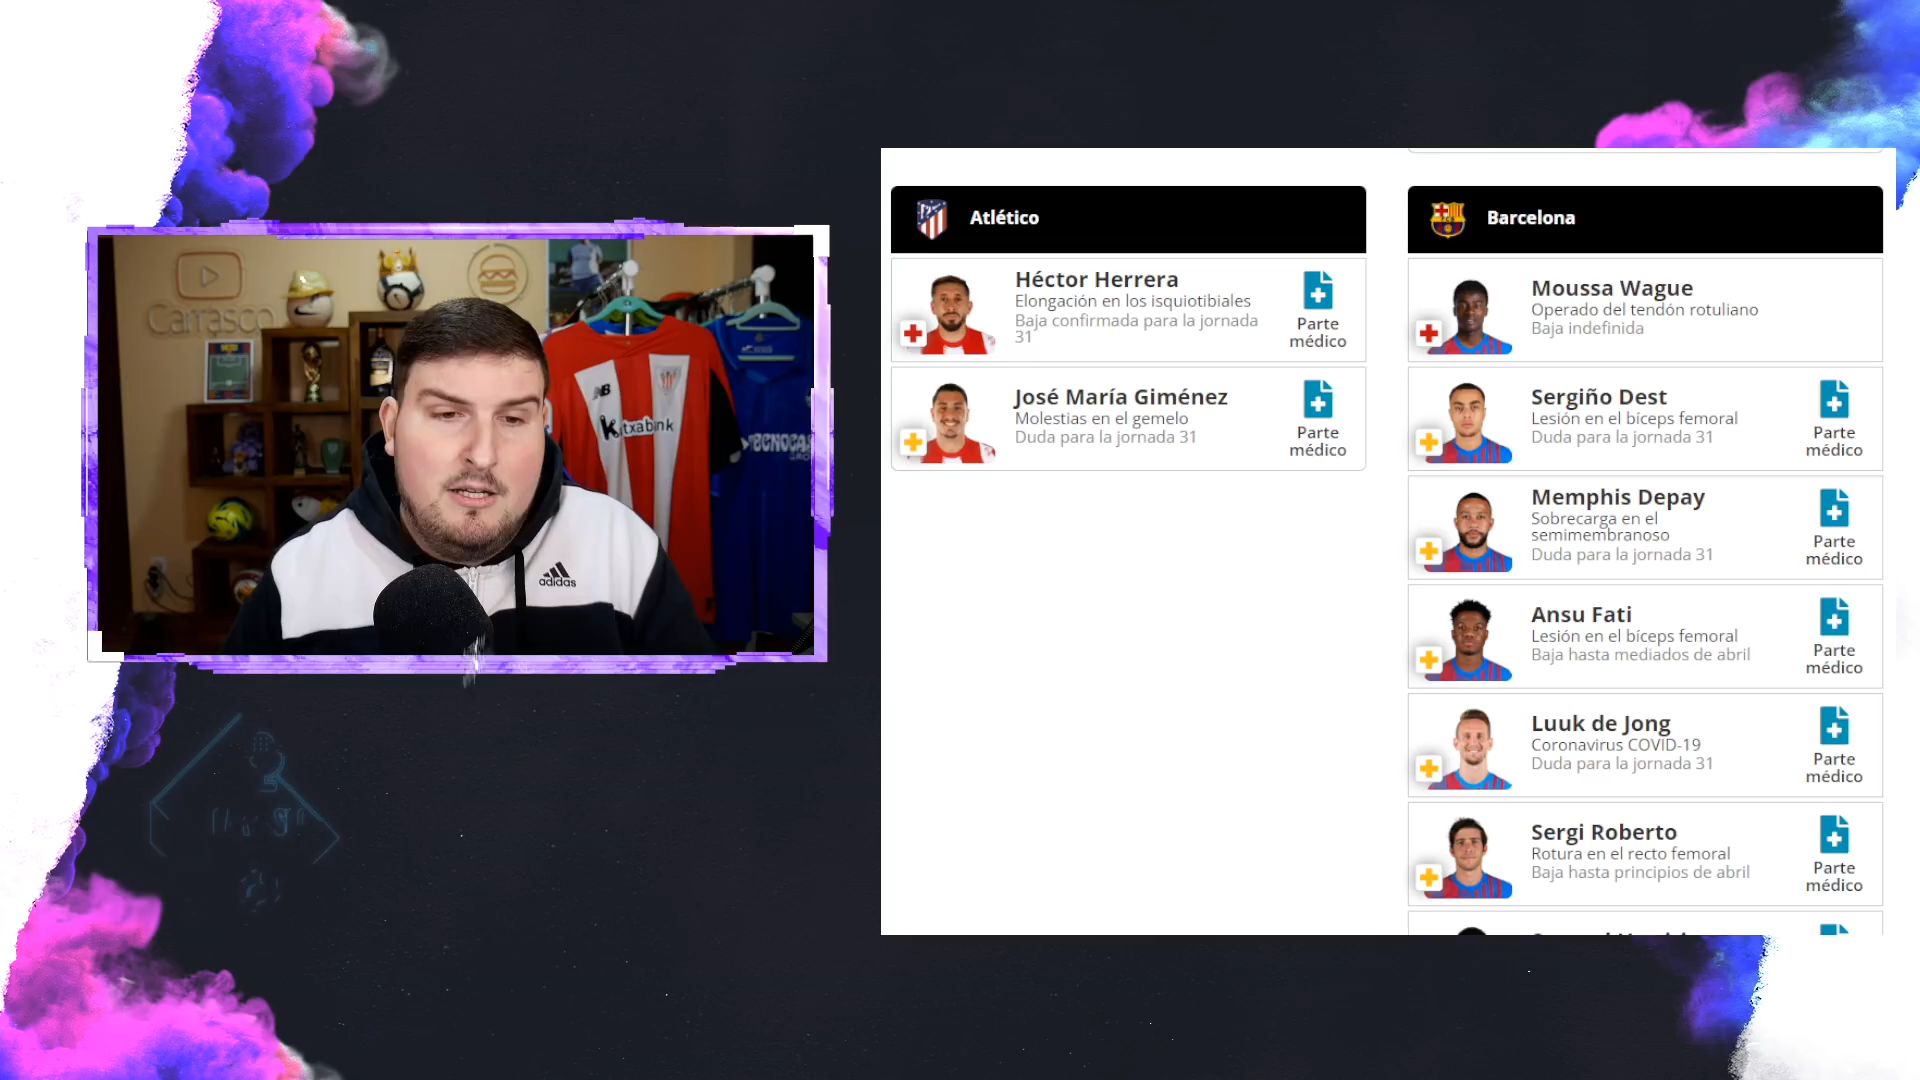 Carrasco
NB
Kutxabank
TECNOCASA
adidas
Atlético
Héctor Herrera
Elongación en los isquiotibiales
Baja confirmada para la jornada
31
Parte
médico
José María Giménez
Molestias en el gemelo
Duda para la jornada 31
Parte
médico
Barcelona
Moussa Wague
Operado del tendón rotuliano
Baja indefinida
Sergiño Dest
Lesión en el bíceps femoral
Duda para la jornada 31
Parte
médico
Memphis Depay
Sobrecarga en el
semimembranoso
Duda para la jornada 31
Parte
médico
Ansu Fati
Lesión en el bíceps femoral
Baja hasta mediados de abril
Parte
médico
Luuk de Jong
Coronavirus COVID-19
Duda para la jornada 31
Parte
médico
Sergi Roberto
Rotura en el recto femoral
Baja hasta principios de abril
Parte
médico